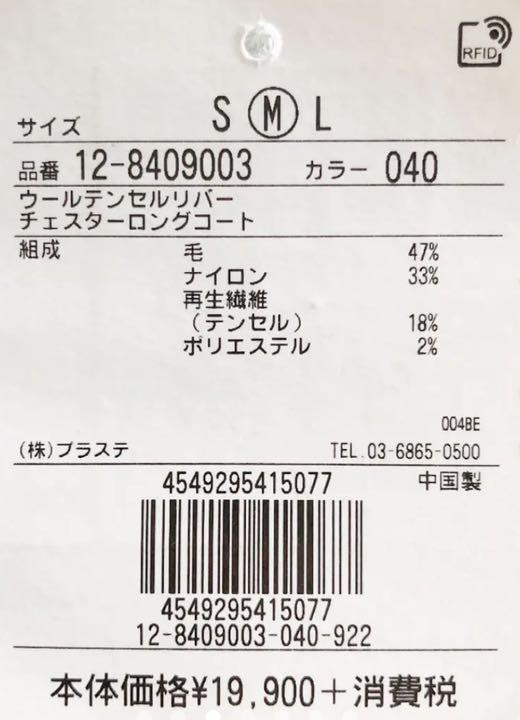 RFID
サイズ S M L
品番 12-8409003 カラー 040
ウールテンセルリバー
チェスターロングコート
組成 毛 47%
ナイロン 33%
再生繊維
(テンセル) 18%
ポリエステル 2%
004BE
(株)プラステ TEL.03-6865-0500
4549295415077 中国製
4549295415077
12-8409003-040-922
本体価格¥19,900+消費税